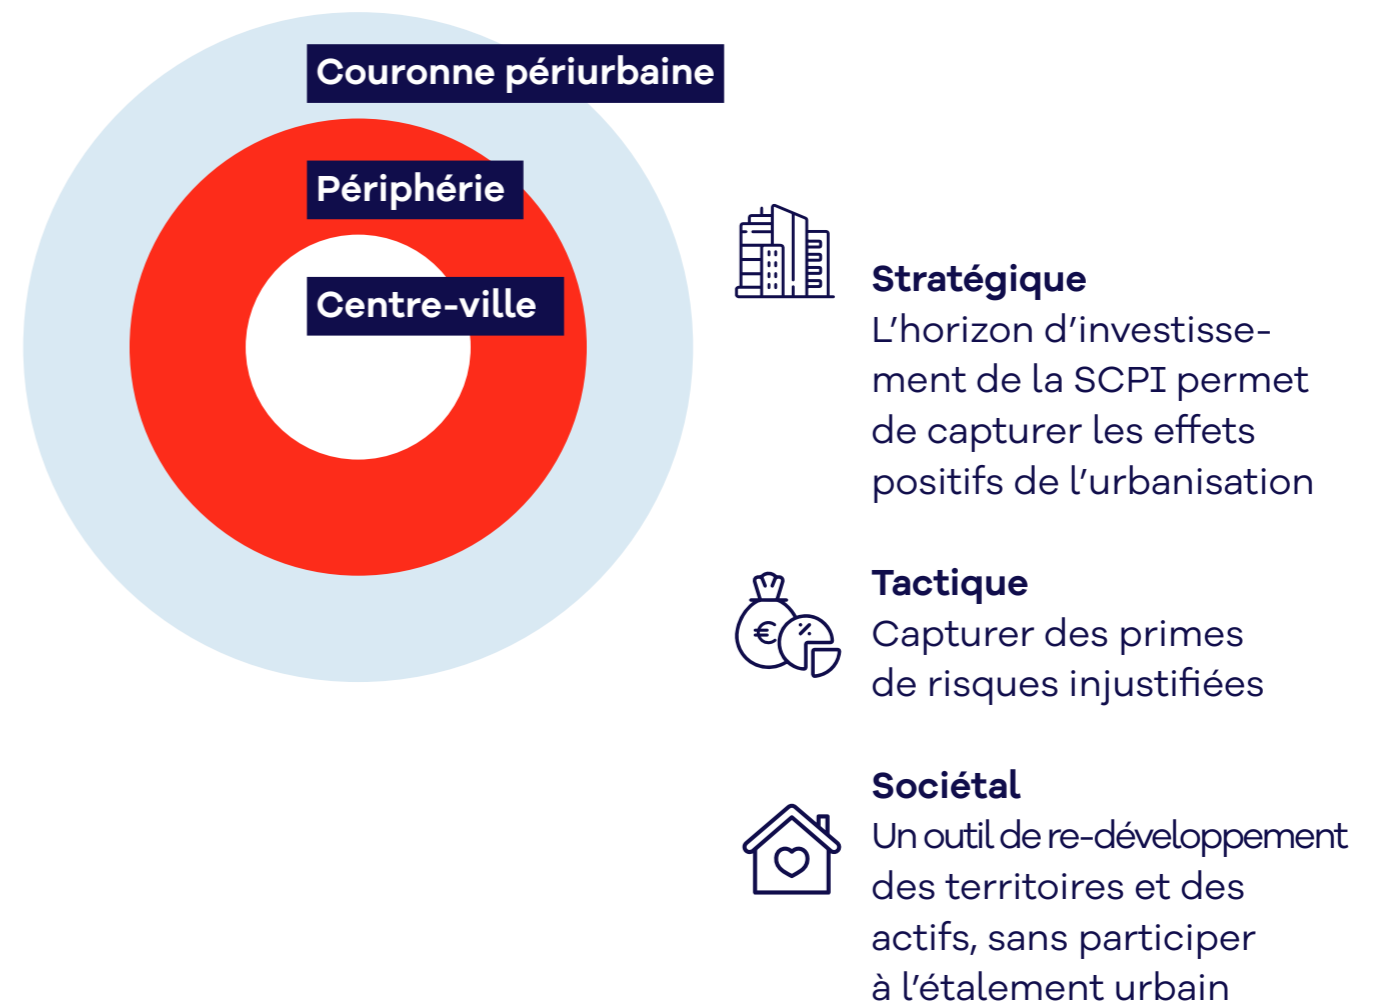 Couronne périurbaine
Périphérie
Centre-ville
Stratégique
L’horizon d’investisse-
ment de la SCPI permet
de capturer les effets
positifs de l’urbanisation
€
%
Tactique
Capturer des primes
de risques injustifiées
Sociétal
Un outil de re-développement
des territoires et des
actifs, sans participer
à l’étalement urbain